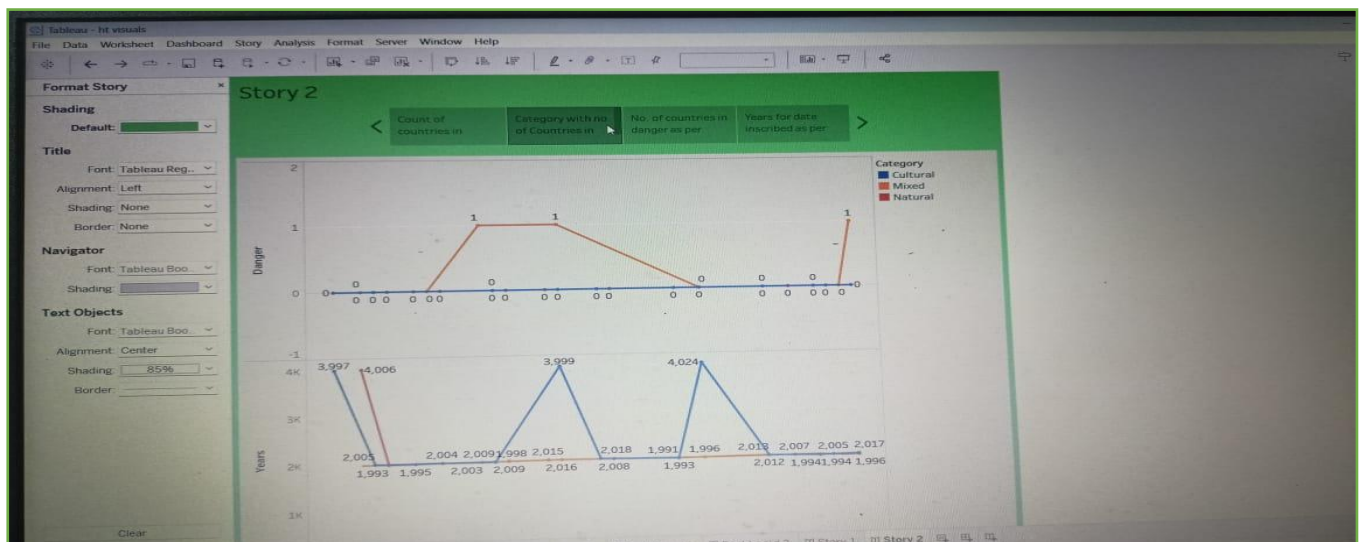 Tableau - ht visuals
File Data Worksheet Dashboard Story Analysis Format Server Window Help
Format Story
Shading
Default:
Title
Font: Tableau Reg..
Alignment: Left
Shading: None
Border: None
Navigator
Font: Tableau Boo..
Shading:
Text Objects
Font: Tableau Boo..
Alignment: Center
Shading: 85%
Border:
Clear
Story 2
Count of
countries in
Category with no
of Countries in
No. of countries in
danger as per
Years for date
inscribed as per
Category
Cultural
Mixed
Natural
2
1 1 1
1
Danger
0 0 0 0 0 0
0 0 0 0 0 0
0 0 0 0 0 0 0 0 0 0 0 0 0 0 0 0 0 0
-1
4K 3,997 4,006 3,999 4,024
3K
Years
2,005 2,004 2,009 1,998 2,015 2,018 1,991 1,996 2,013 2,007 2,005 2,017
2K
1,993 1,995 2,003 2,009 2,016 2,008 1,993 2,012 1,994 1,994 1,996
1K
Story 1 Story 2